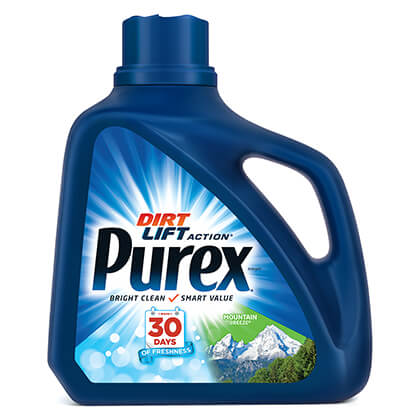 DIRT
LIFT ACTION®
Purex®
BRIGHT CLEAN ✓ SMART VALUE
30
DAYS
OF FRESHNESS
MOUNTAIN
BREEZE®